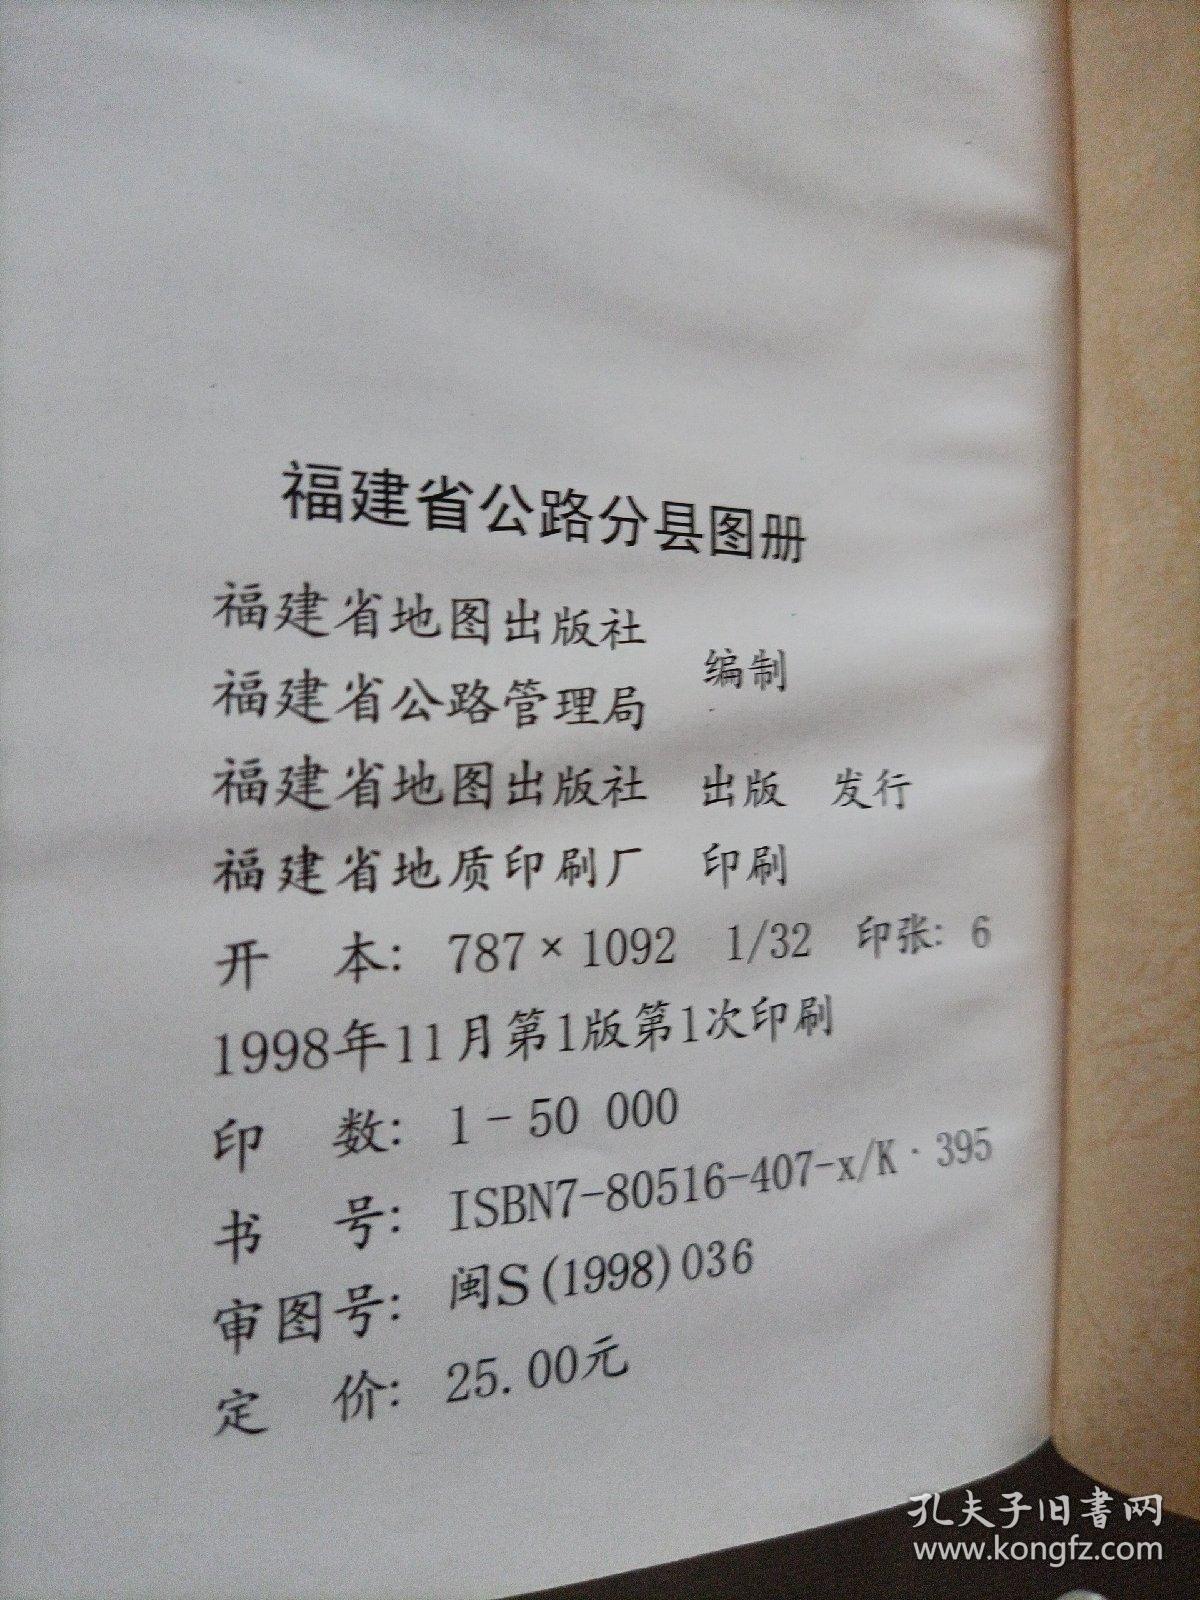 福建省公路分县图册
福建省地图出版社
福建省公路管理局 编制
福建省地图出版社 出版 发行
福建省地质印刷厂 印刷
开 本: 787×1092 1/32 印张: 6
1998年11月第1版第1次印刷
印 数: 1-50 000
书 号: ISBN7-80516-407-x/K·395
审图号: 闽S(1998)036
定 价: 25.00元
孔夫子旧書网
www.kongfz.com